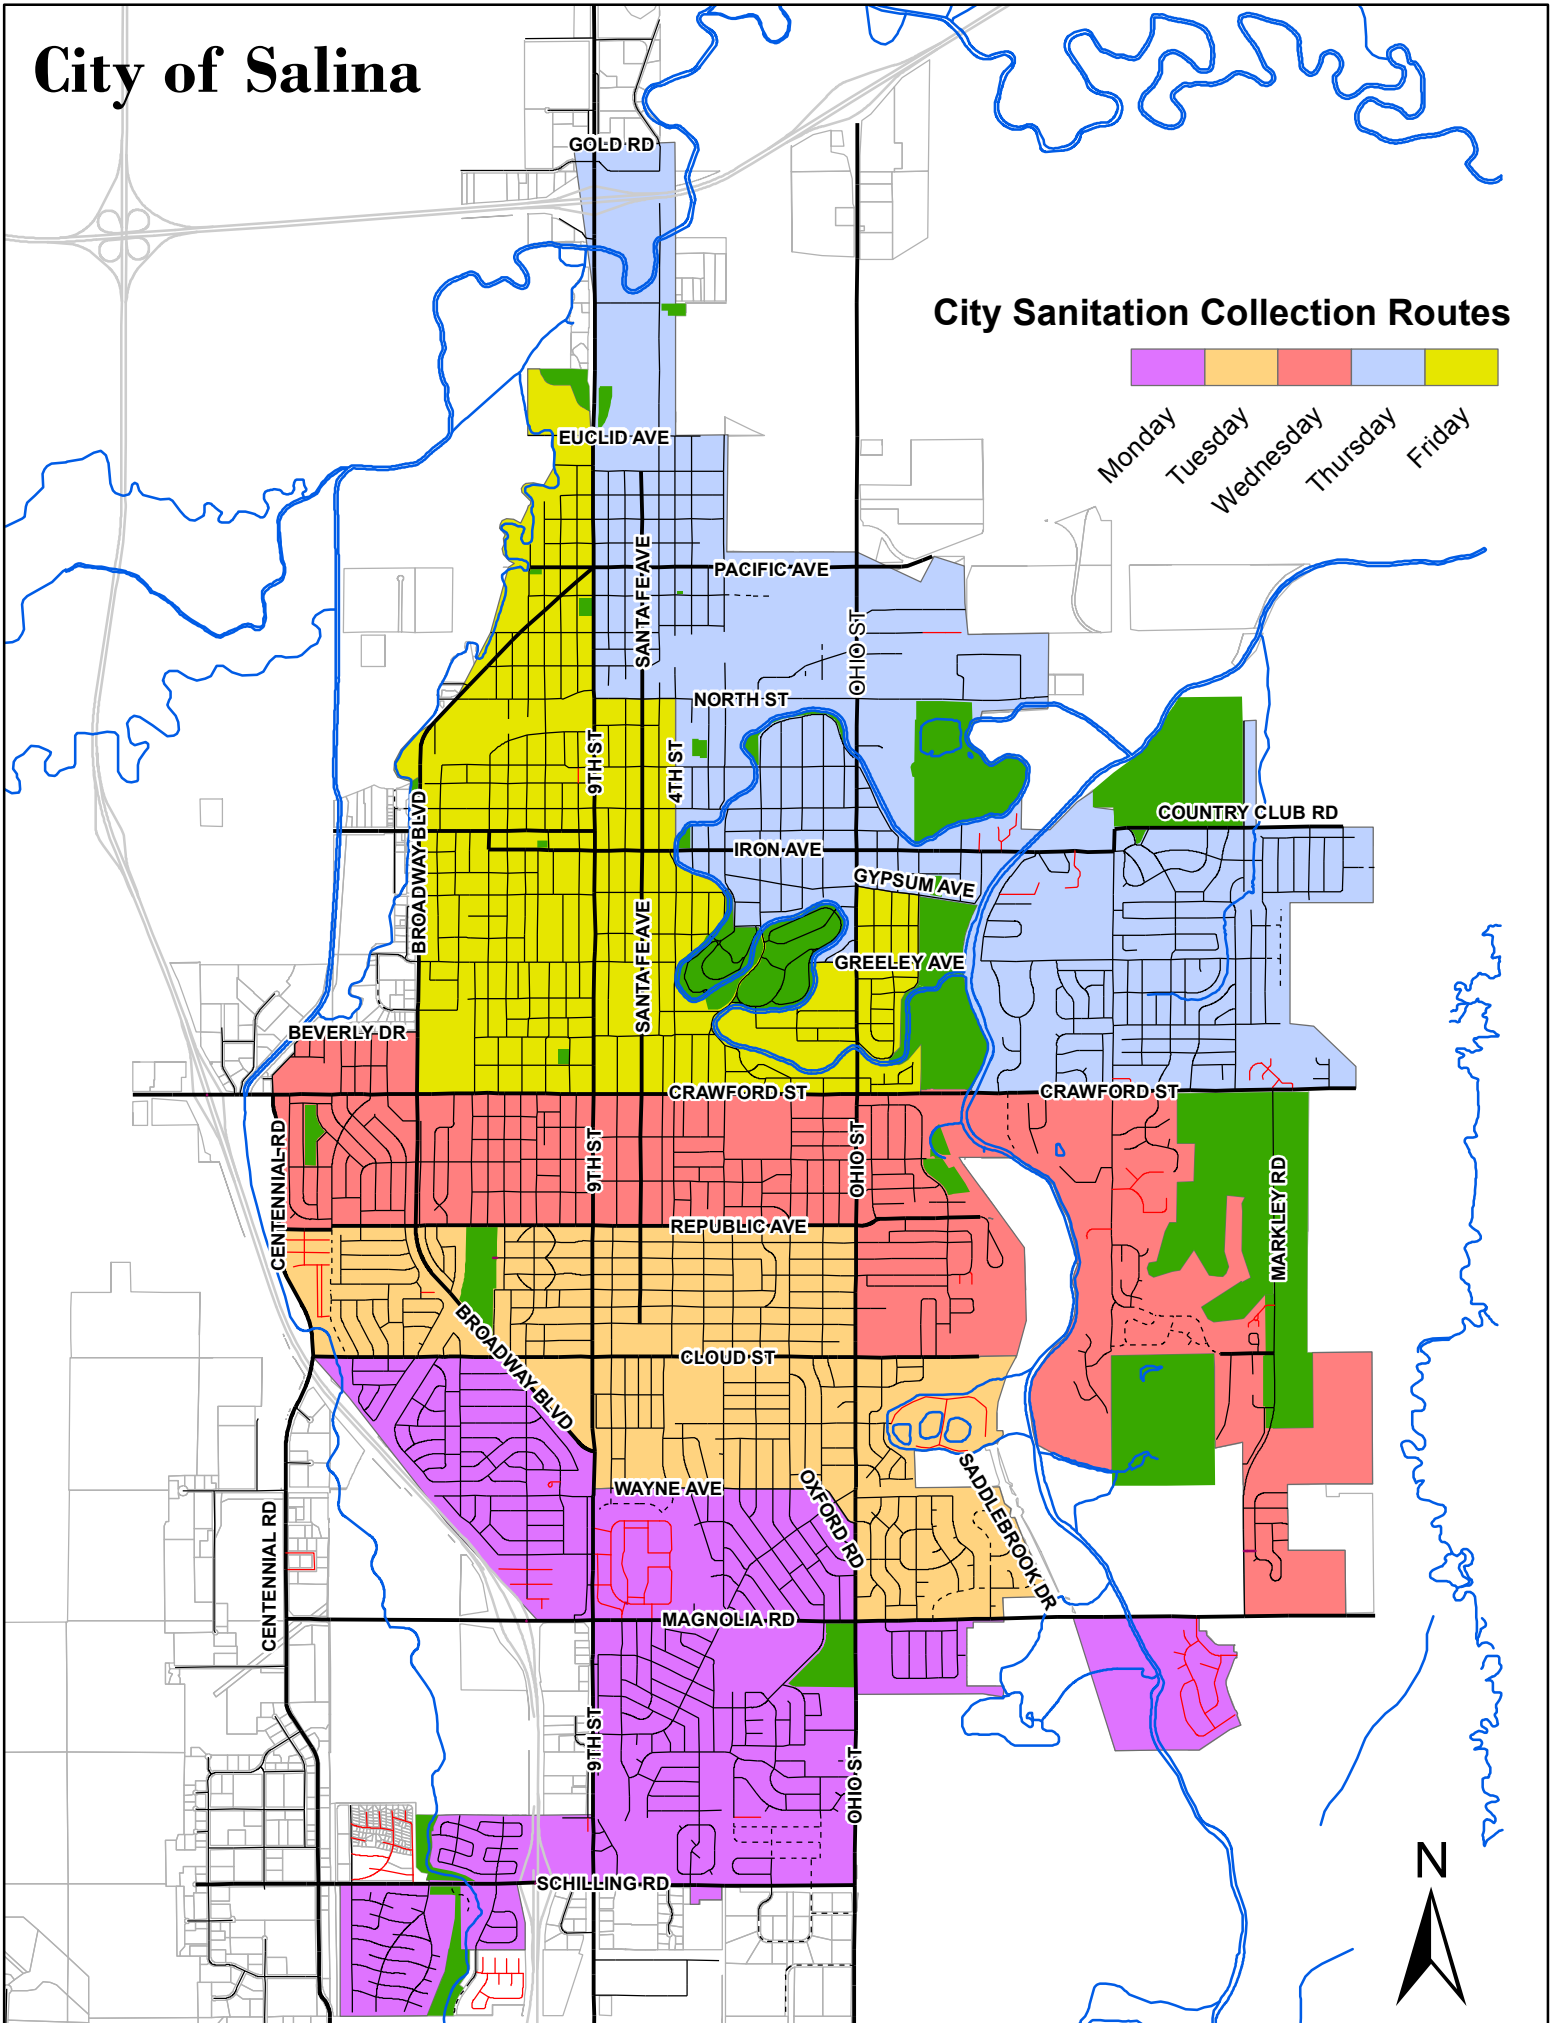 City of Salina
GOLD RD
City Sanitation Collection Routes
Monday
Tuesday
Wednesday
Thursday
Friday
EUCLID AVE
SANTA FE AVE
PACIFIC AVE
OHIO ST
NORTH ST
9TH ST
4TH ST
BROADWAY BLVD
COUNTRY CLUB RD
IRON AVE
GYPSUM AVE
SANTA FE AVE
GREELEY AVE
BEVERLY DR
CRAWFORD ST
CRAWFORD ST
CENTENNIAL RD
9TH ST
OHIO ST
MARKLEY RD
REPUBLIC AVE
BROADWAY BLVD
CLOUD ST
WAYNE AVE
OXFORD RD
SADDLEBROOK DR
CENTENNIAL RD
MAGNOLIA RD
9TH ST
OHIO ST
SCHILLING RD
N